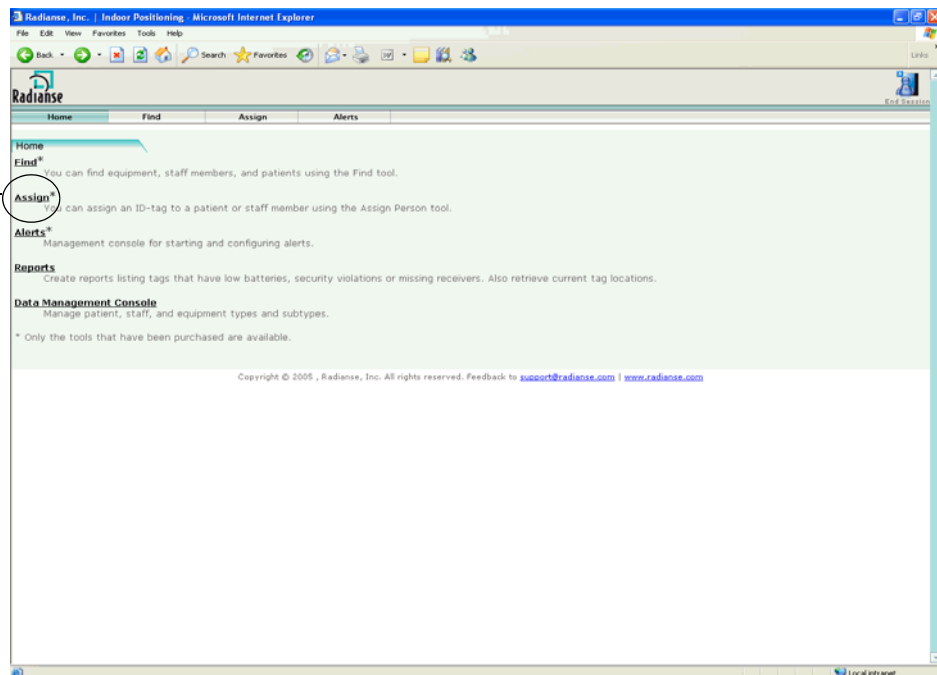 Radianse, Inc. | Indoor Positioning - Microsoft Internet Explorer
File Edit View Favorites Tools Help
Back Search Favorites Links
Radianse
End Session
Home Find Assign Alerts
Home
Find*
You can find equipment, staff members, and patients using the Find tool.
Assign*
You can assign an ID-tag to a patient or staff member using the Assign Person tool.
Alerts*
Management console for starting and configuring alerts.
Reports
Create reports listing tags that have low batteries, security violations or missing receivers. Also retrieve current tag locations.
Data Management Console
Manage patient, staff, and equipment types and subtypes.
* Only the tools that have been purchased are available.
Copyright © 2005 , Radianse, Inc. All rights reserved. Feedback to support@radianse.com | www.radianse.com
Local intranet